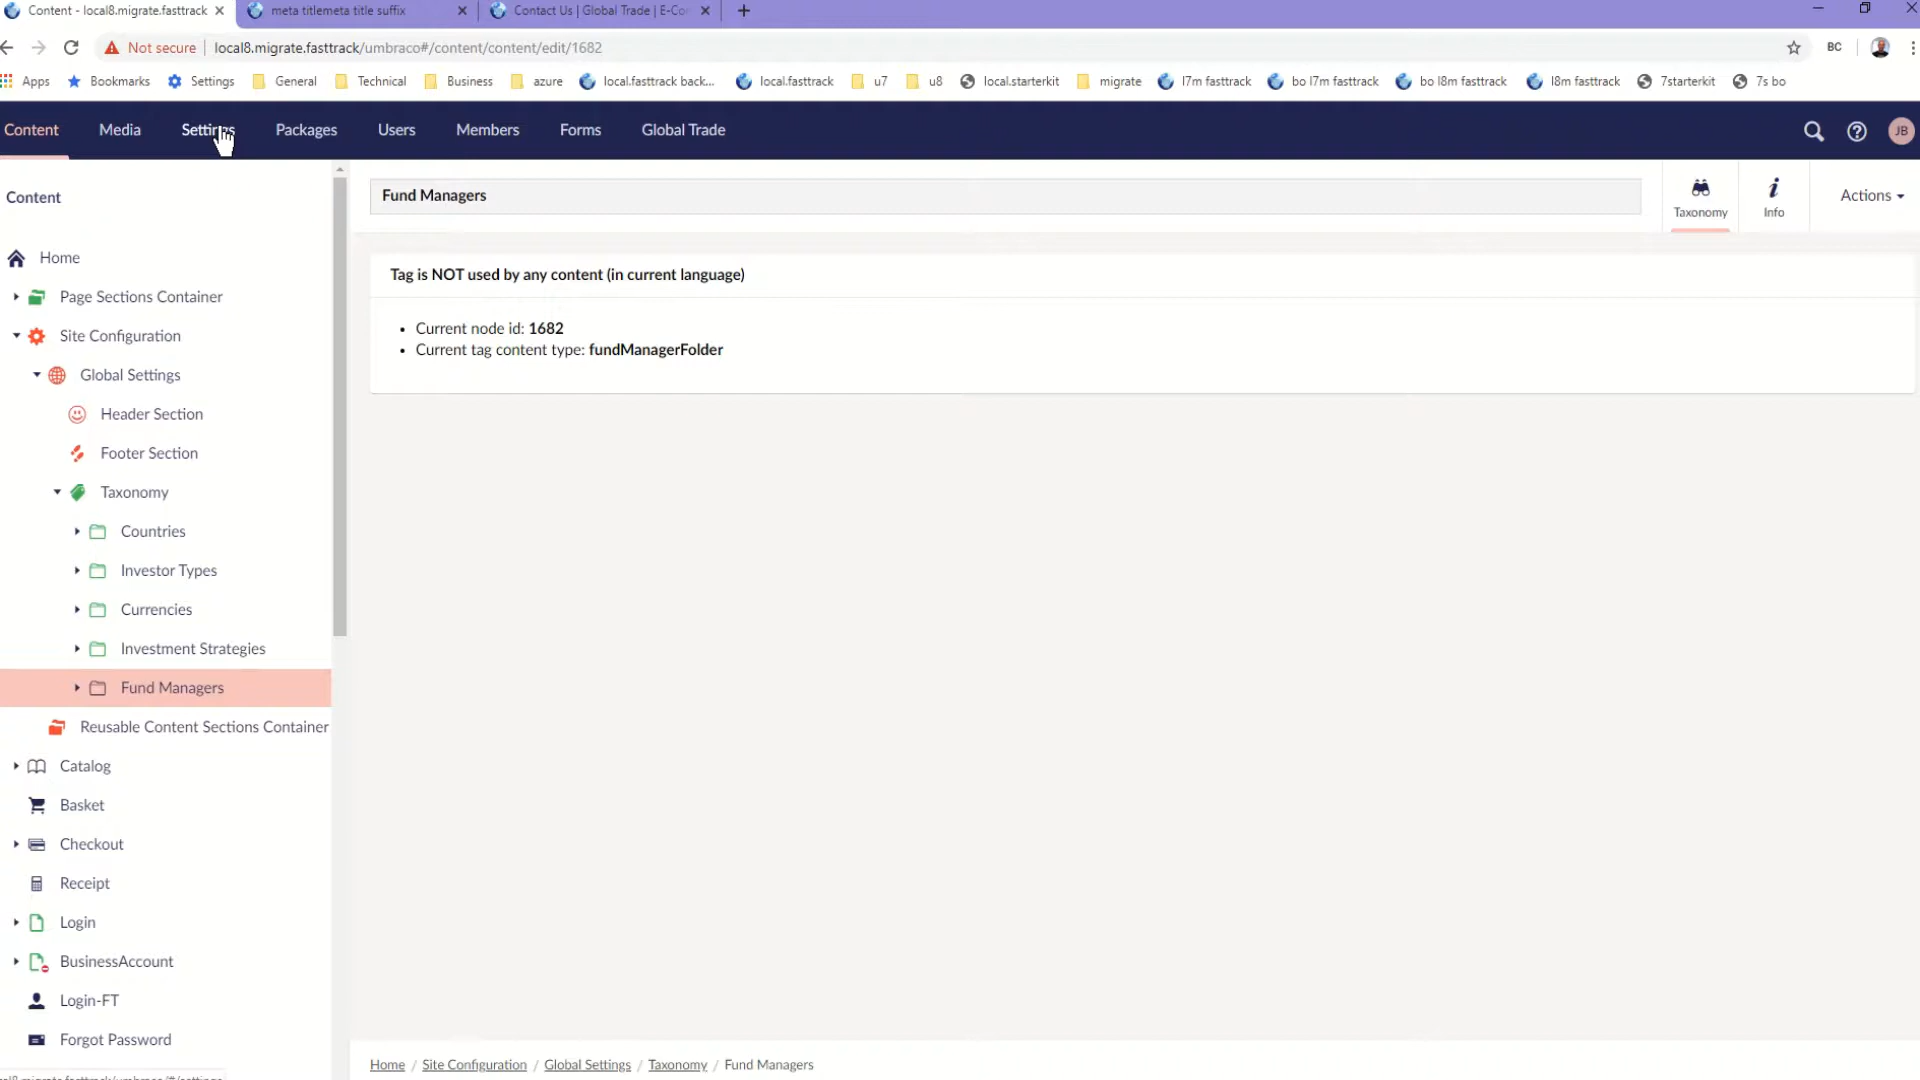 Content - local8.migrate.fasttrack
meta titlemeta title suffix
Contact Us | Global Trade | E-Co
Not secure
local8.migrate.fasttrack/umbraco#/content/content/edit/1682
BC
Apps
Bookmarks
Settings
General
Technical
Business
azure
local.fasttrack back...
local.fasttrack
u7
u8
local.starterkit
migrate
l7m fasttrack
bo l7m fasttrack
bo l8m fasttrack
l8m fasttrack
7starterkit
7s bo
Content
Media
Settings
Packages
Users
Members
Forms
Global Trade
JB
Content
Fund Managers
Taxonomy
Info
Actions
Tag is NOT used by any content (in current language)
Current node id: 1682
Current tag content type: fundManagerFolder
Home
Page Sections Container
Site Configuration
Global Settings
Header Section
Footer Section
Taxonomy
Countries
Investor Types
Currencies
Investment Strategies
Fund Managers
Reusable Content Sections Container
Catalog
Basket
Checkout
Receipt
Login
BusinessAccount
Login-FT
Forgot Password
Home / Site Configuration / Global Settings / Taxonomy / Fund Managers